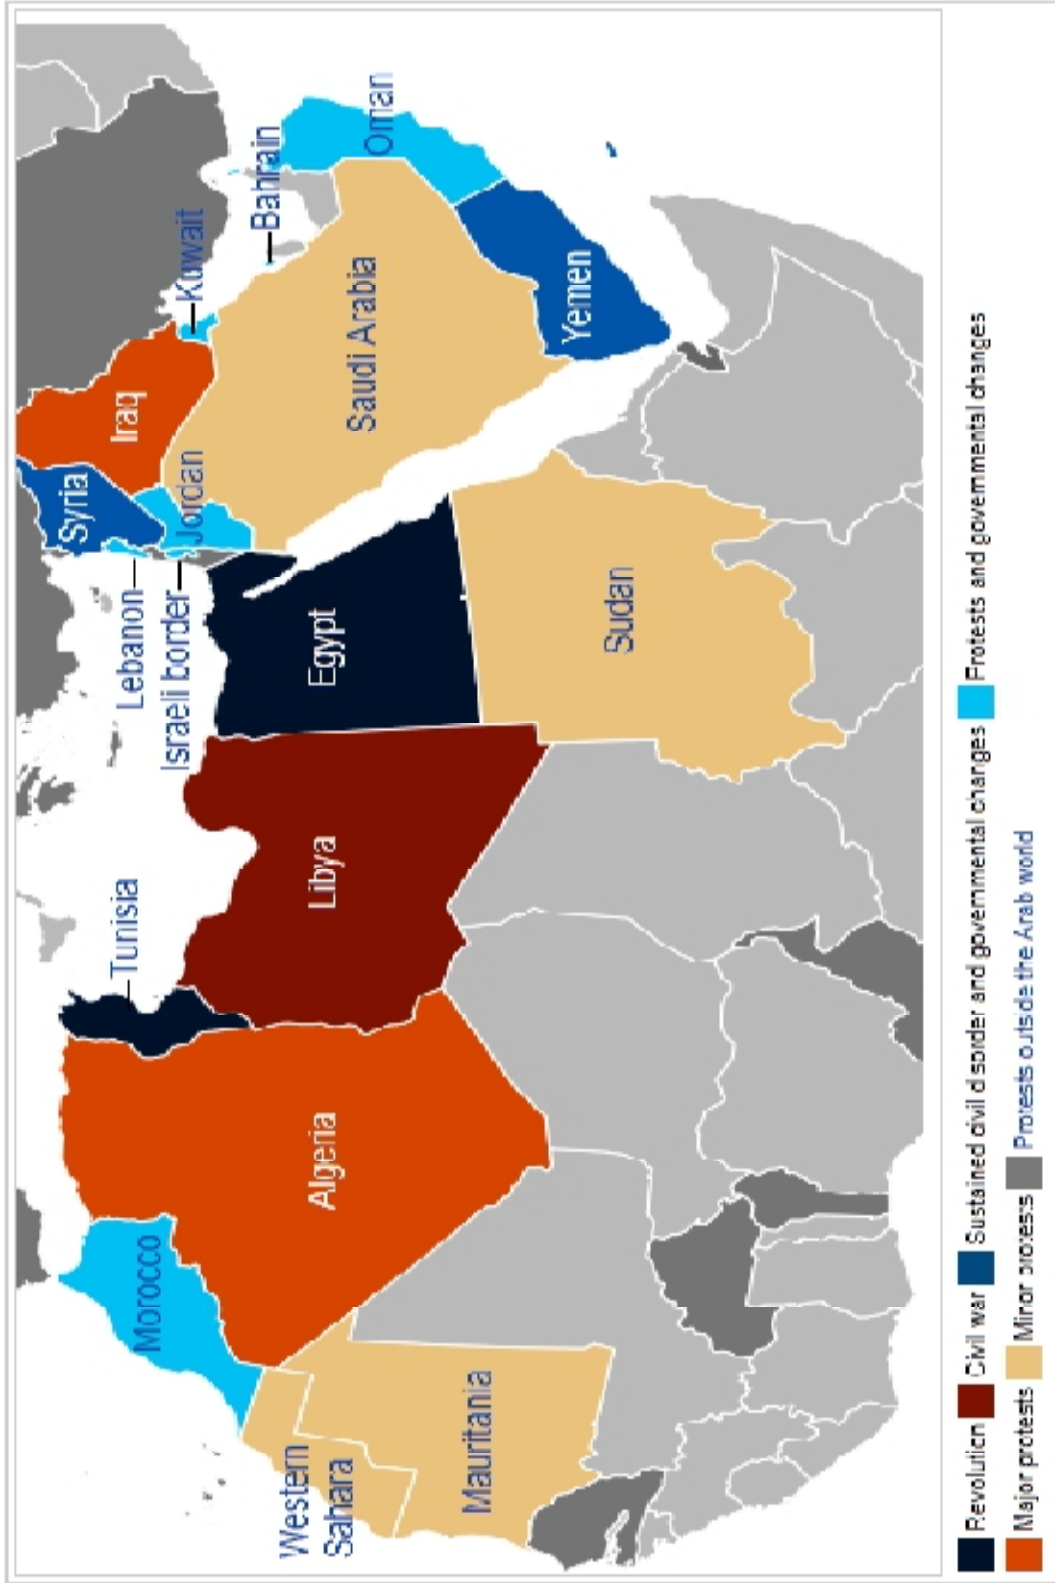 Tunisia
Morocco
Algeria
Libya
Egypt
Western
Sahara
Mauritania
Sudan
Lebanon
Israeli border
Syria
Jordan
Iraq
Kuwait
Bahrain
Saudi Arabia
Oman
Yemen
Revolution Civil war Sustained civil disorder and governmental changes Protests and governmental changes
Major protests Minor protests Protests outside the Arab world